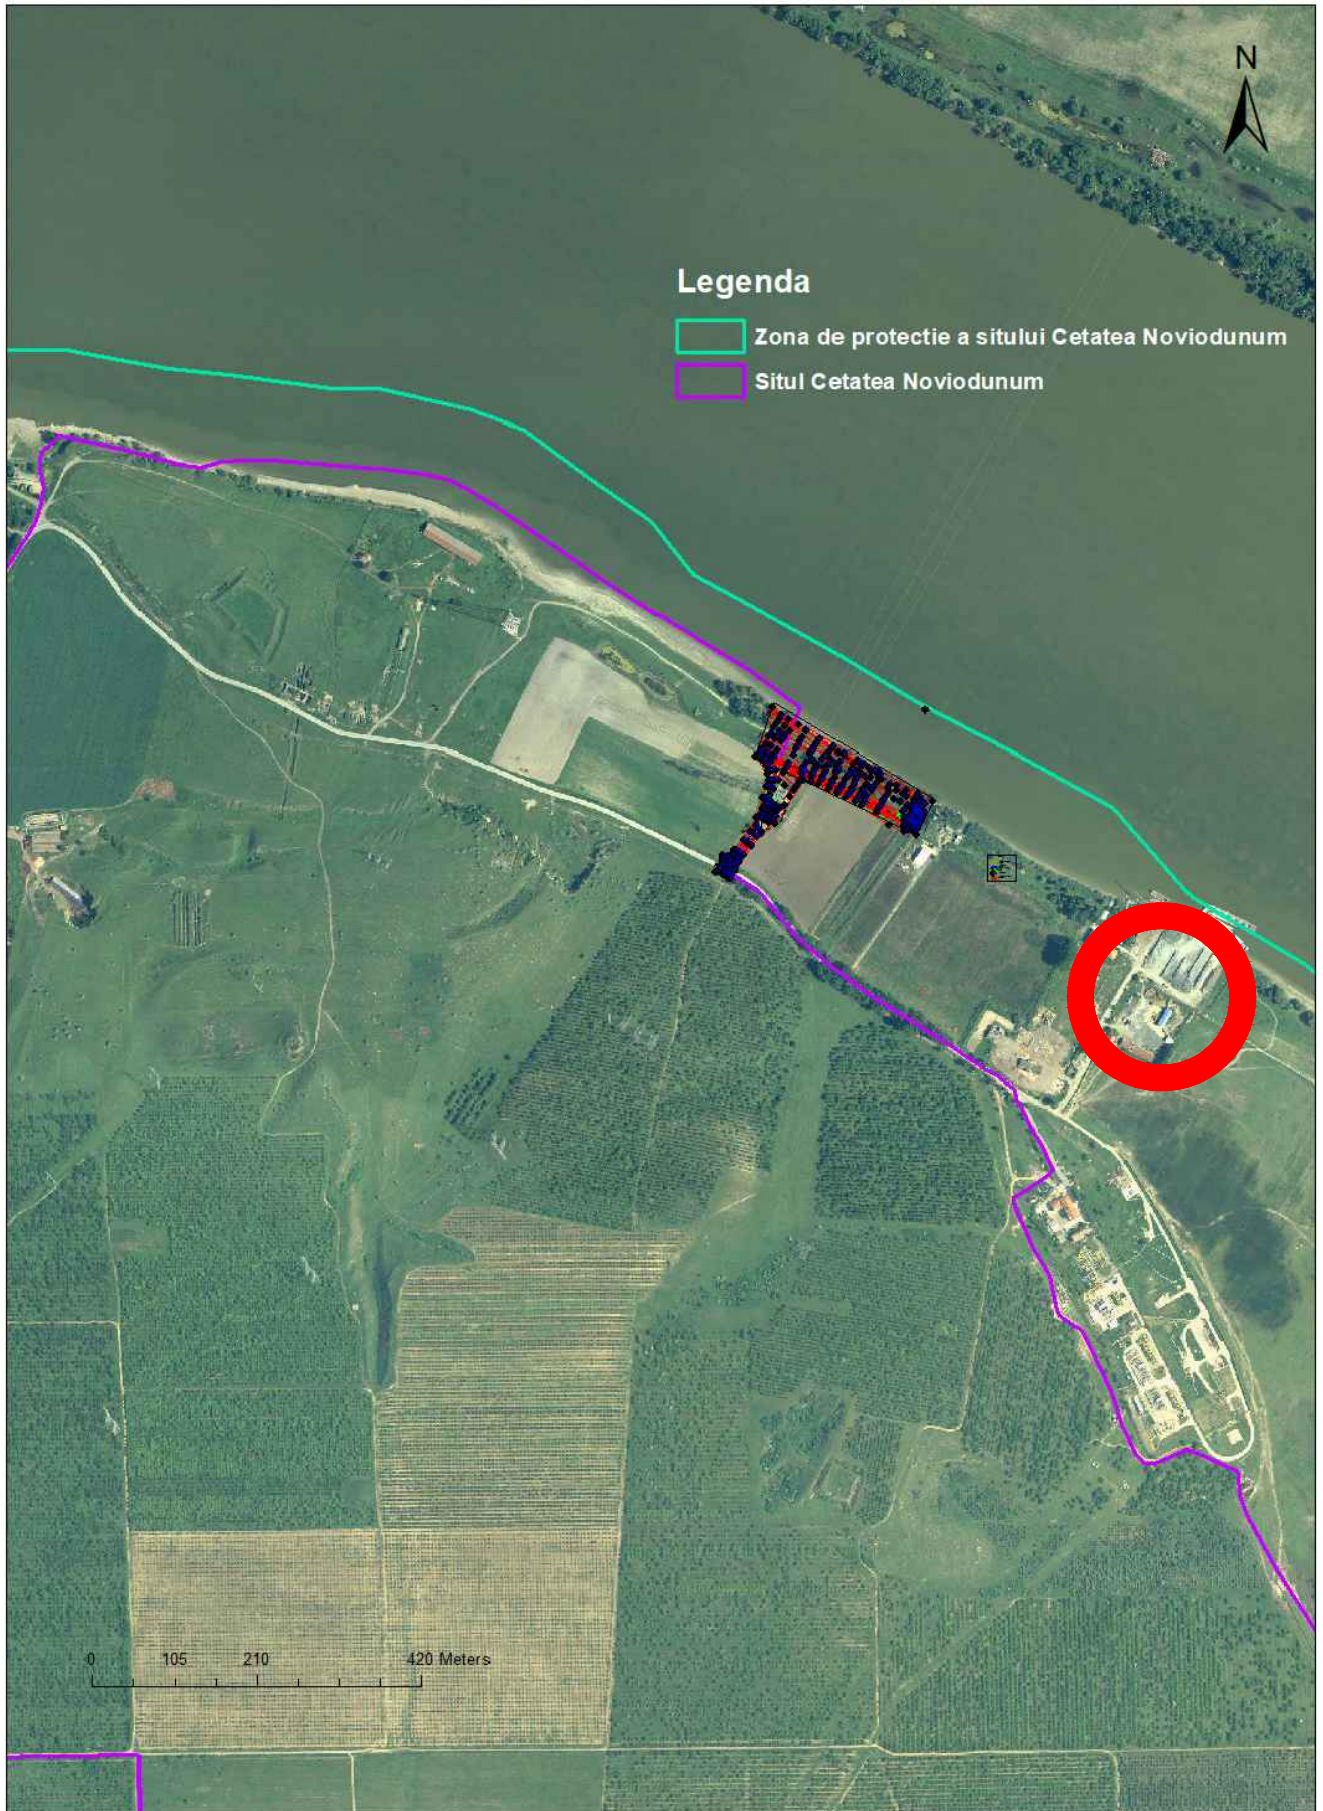 N
Legenda
Zona de protectie a sitului Cetatea Noviodunum
Situl Cetatea Noviodunum
0 105 210 420 Meters